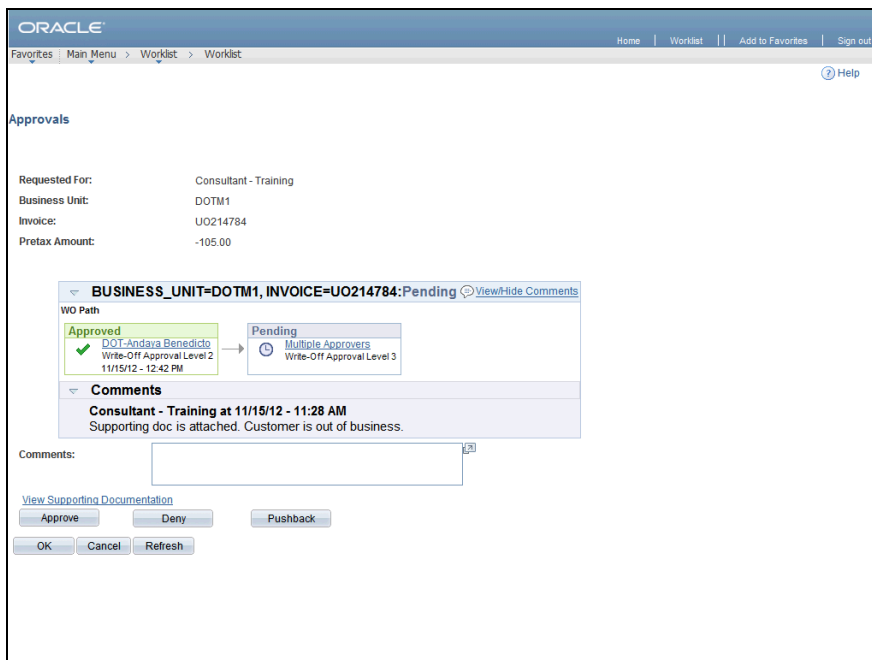 ORACLE
Home | Worklist || Add to Favorites | Sign out
Favorites Main Menu > Worklist > Worklist
? Help
Approvals
Requested For: Consultant - Training
Business Unit: DOTM1
Invoice: UO214784
Pretax Amount: -105.00
BUSINESS_UNIT=DOTM1, INVOICE=UO214784:Pending View/Hide Comments
WO Path
Approved
DOT-Andaya Benedicto
Write-Off Approval Level 2
11/15/12 - 12:42 PM
Pending
Multiple Approvers
Write-Off Approval Level 3
Comments
Consultant - Training at 11/15/12 - 11:28 AM
Supporting doc is attached. Customer is out of business.
Comments:
View Supporting Documentation
Approve Deny Pushback
OK Cancel Refresh